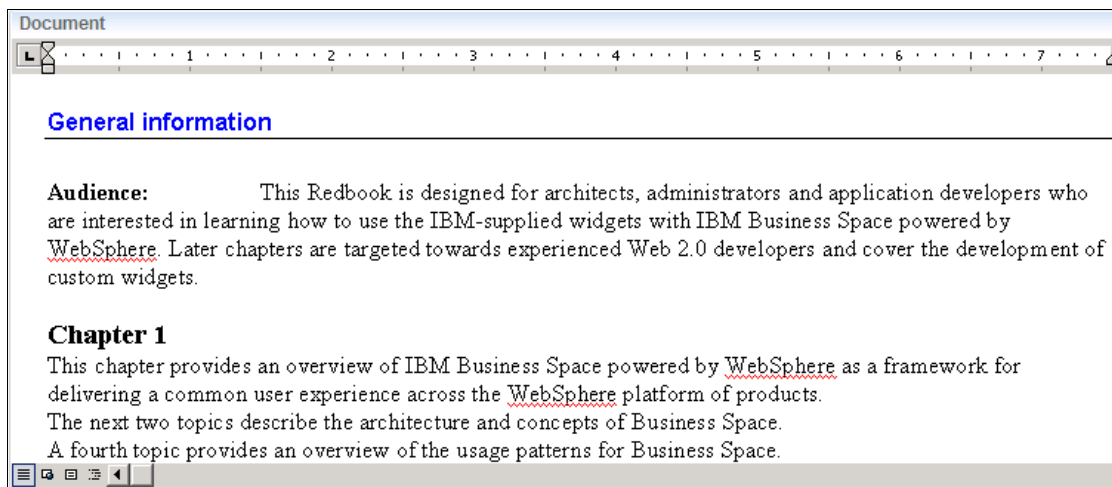 Document
1 2 3 4 5 6 7
General information
Audience: This Redbook is designed for architects, administrators and application developers who
are interested in learning how to use the IBM-supplied widgets with IBM Business Space powered by
WebSphere. Later chapters are targeted towards experienced Web 2.0 developers and cover the development of
custom widgets.
Chapter 1
This chapter provides an overview of IBM Business Space powered by WebSphere as a framework for
delivering a common user experience across the WebSphere platform of products.
The next two topics describe the architecture and concepts of Business Space.
A fourth topic provides an overview of the usage patterns for Business Space.